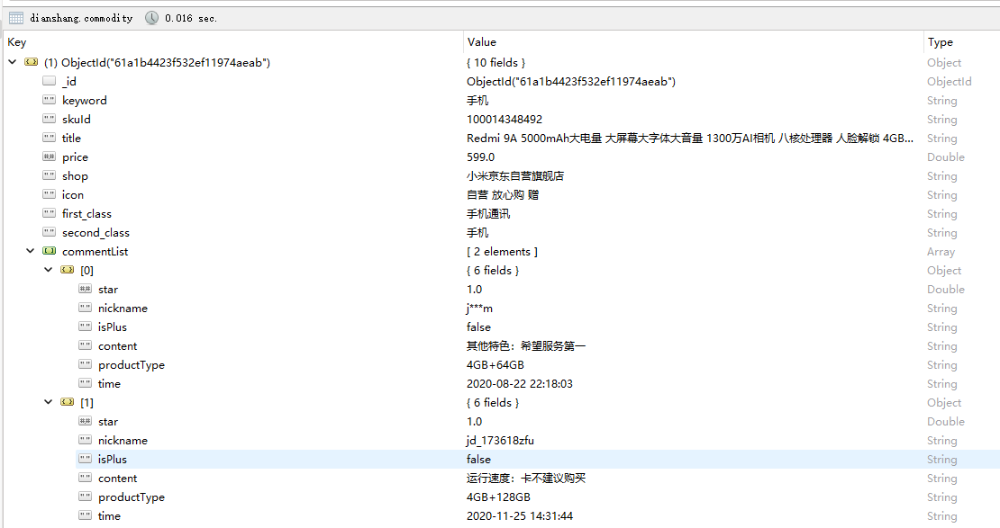 dianshang.commodity 0.016 sec.
Key Value Type
(1) ObjectId("61a1b4423f532ef11974aeab") { 10 fields } Object
_id ObjectId("61a1b4423f532ef11974aeab") ObjectId
keyword 手机 String
skuId 100014348492 String
title Redmi 9A 5000mAh大电量 大屏幕大字体大音量 1300万AI相机 八核处理器 人脸解锁 4GB... String
price 599.0 Double
shop 小米京东自营旗舰店 String
icon 自营 放心购 赠 String
first_class 手机通讯 String
second_class 手机 String
commentList [ 2 elements ] Array
[0] { 6 fields } Object
star 1.0 Double
nickname j***m String
isPlus false String
content 其他特色：希望服务第一 String
productType 4GB+64GB String
time 2020-08-22 22:18:03 String
[1] { 6 fields } Object
star 1.0 Double
nickname jd_173618zfu String
isPlus false String
content 运行速度：卡不建议购买 String
productType 4GB+128GB String
time 2020-11-25 14:31:44 String